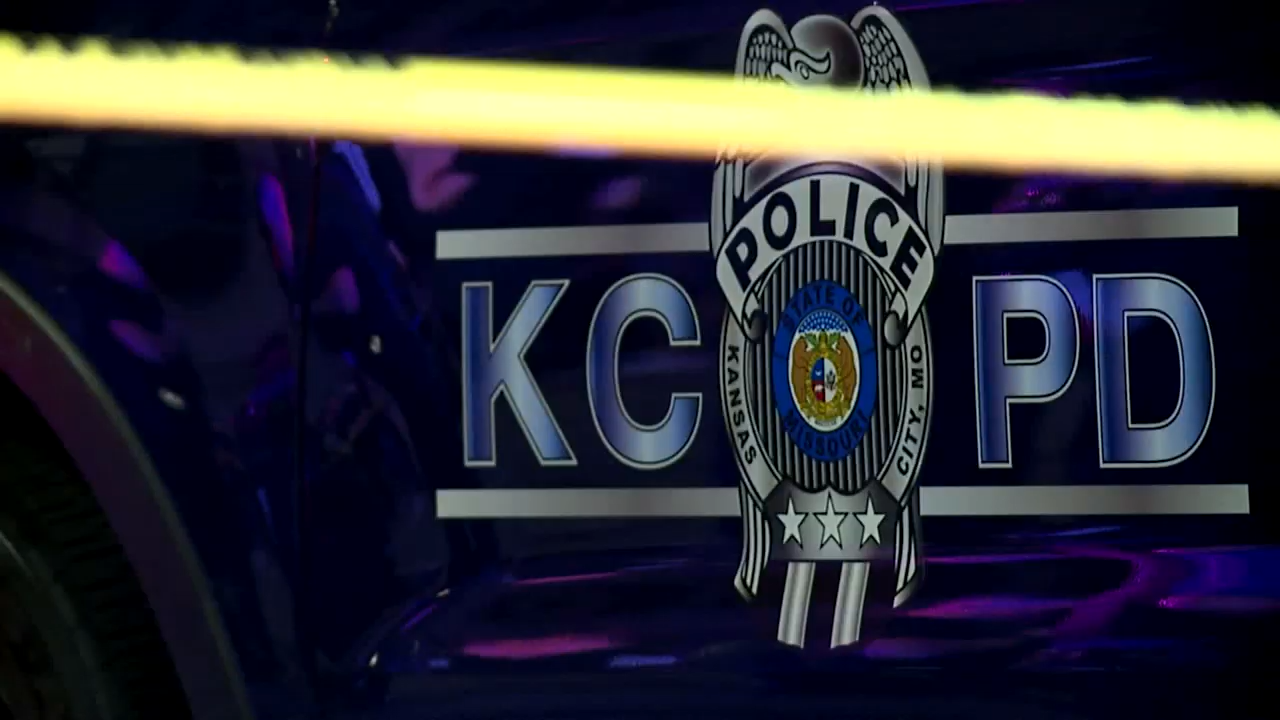 POLICE
KC PD
STATE OF
MISSOURI
KANSAS CITY, MO